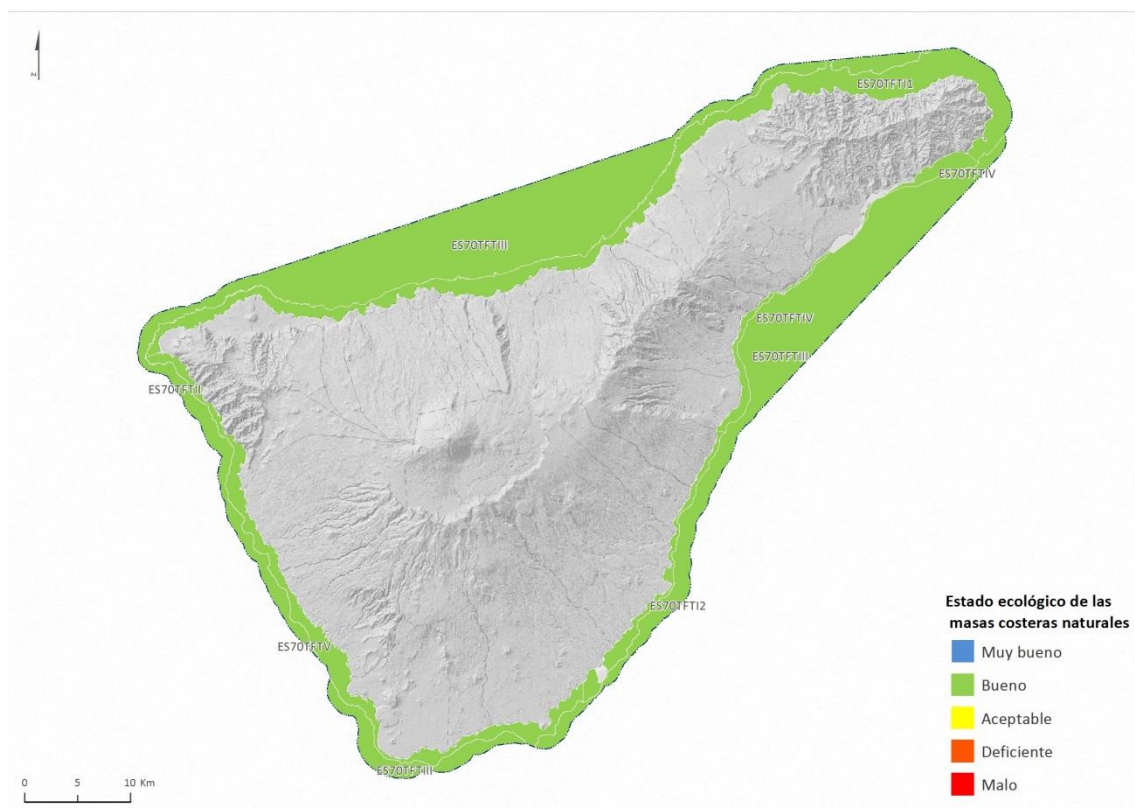 N
ES70TFTI1
ES70TFTIV
ES70TFTIII
ES70TFTIV
ES70TFTIII
ES70TFTII
ES70TFTI2
ES70TFTV
ES70TFTIII
Estado ecológico de las
masas costeras naturales
Muy bueno
Bueno
Aceptable
Deficiente
Malo
0 5 10 Km